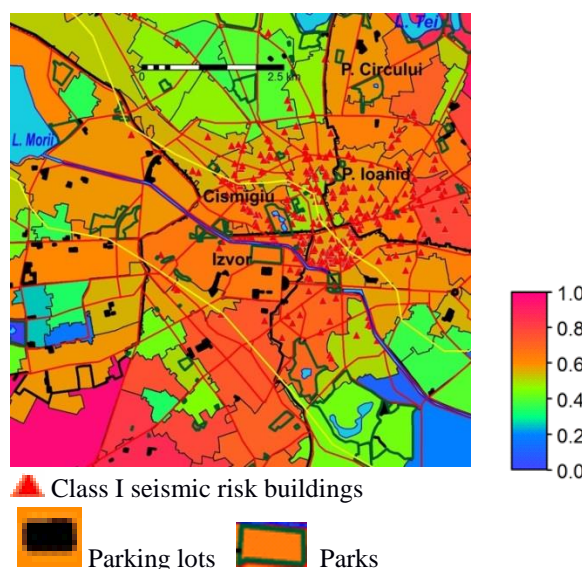 L. Tei
P. Circului
0 2.5 km
L. Morii
P. Ioanid
Cismigiu
Izvor
1.0
0.8
0.6
0.4
0.2
0.0
Class I seismic risk buildings
Parking lots Parks